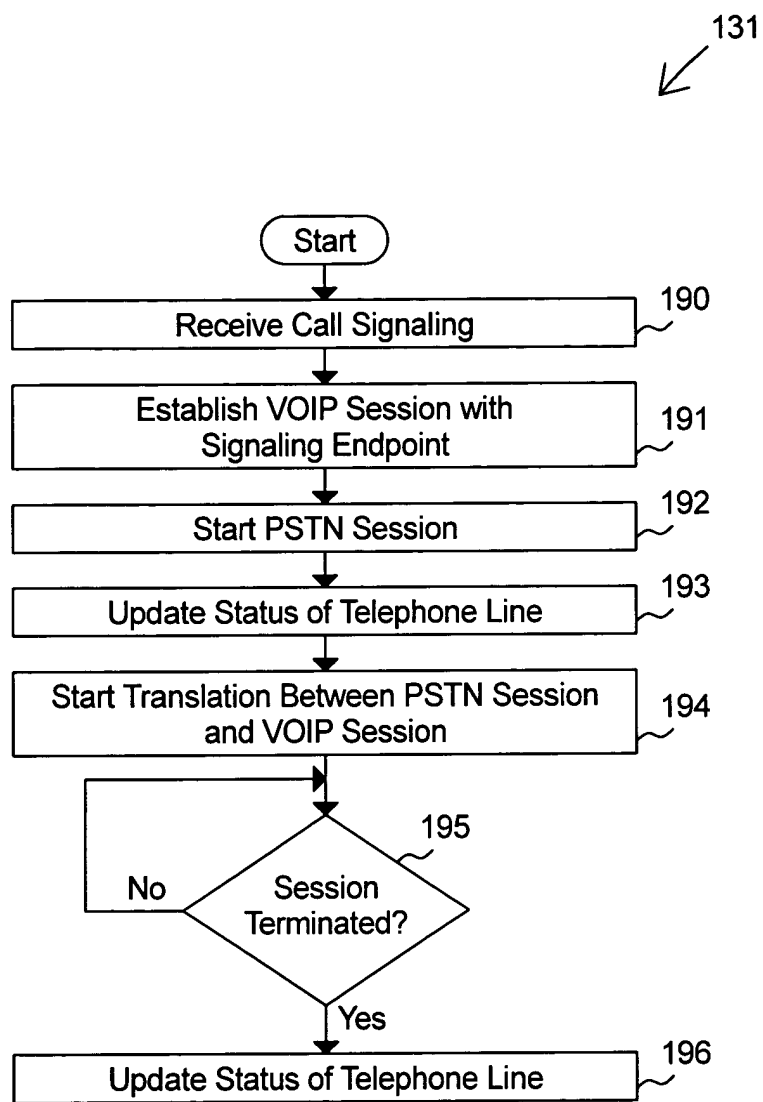 131
Start
Receive Call Signaling
190
Establish VOIP Session with
Signaling Endpoint
191
Start PSTN Session
192
Update Status of Telephone Line
193
Start Translation Between PSTN Session
and VOIP Session
194
195
Session
Terminated?
No
Yes
Update Status of Telephone Line
196